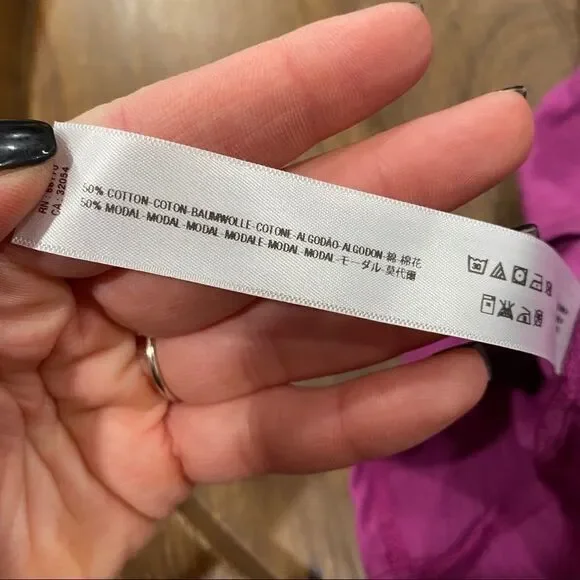 CA : 32054
50% COTTON-COTON-BAUMWOLLE-COTONE-ALGODÃO-ALGODON-綿-棉花
50% MODAL-MODAL-MODAL-MODALE-MODAL-MODAL-モーダル-莫代爾